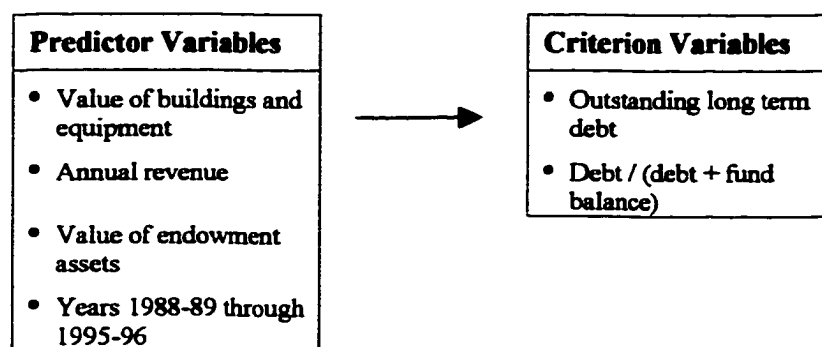 Predictor Variables
• Value of buildings and
equipment
• Annual revenue
• Value of endowment
assets
• Years 1988-89 through
1995-96
Criterion Variables
• Outstanding long term
debt
• Debt / (debt + fund
balance)